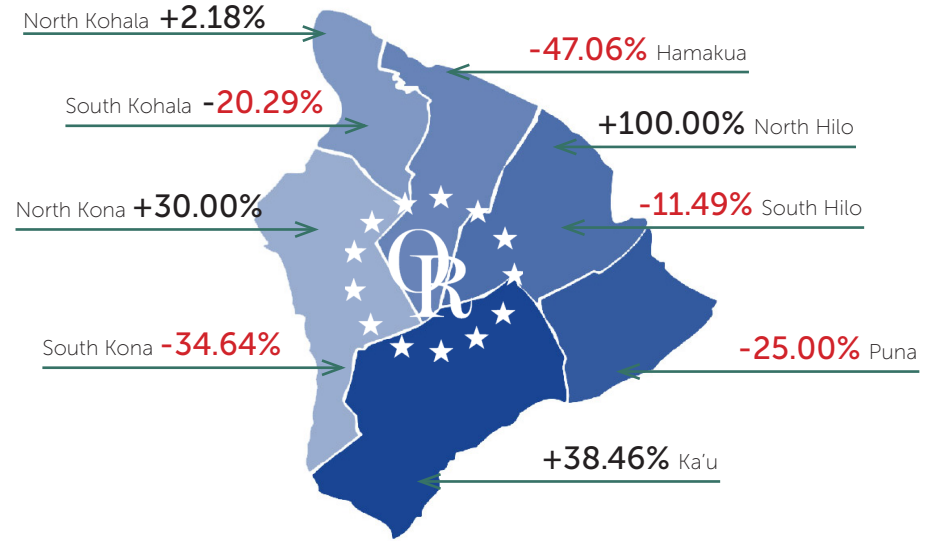 North Kohala +2.18%
-47.06% Hamakua
South Kohala -20.29%
+100.00% North Hilo
North Kona +30.00%
-11.49% South Hilo
OR
South Kona -34.64%
-25.00% Puna
+38.46% Ka'u